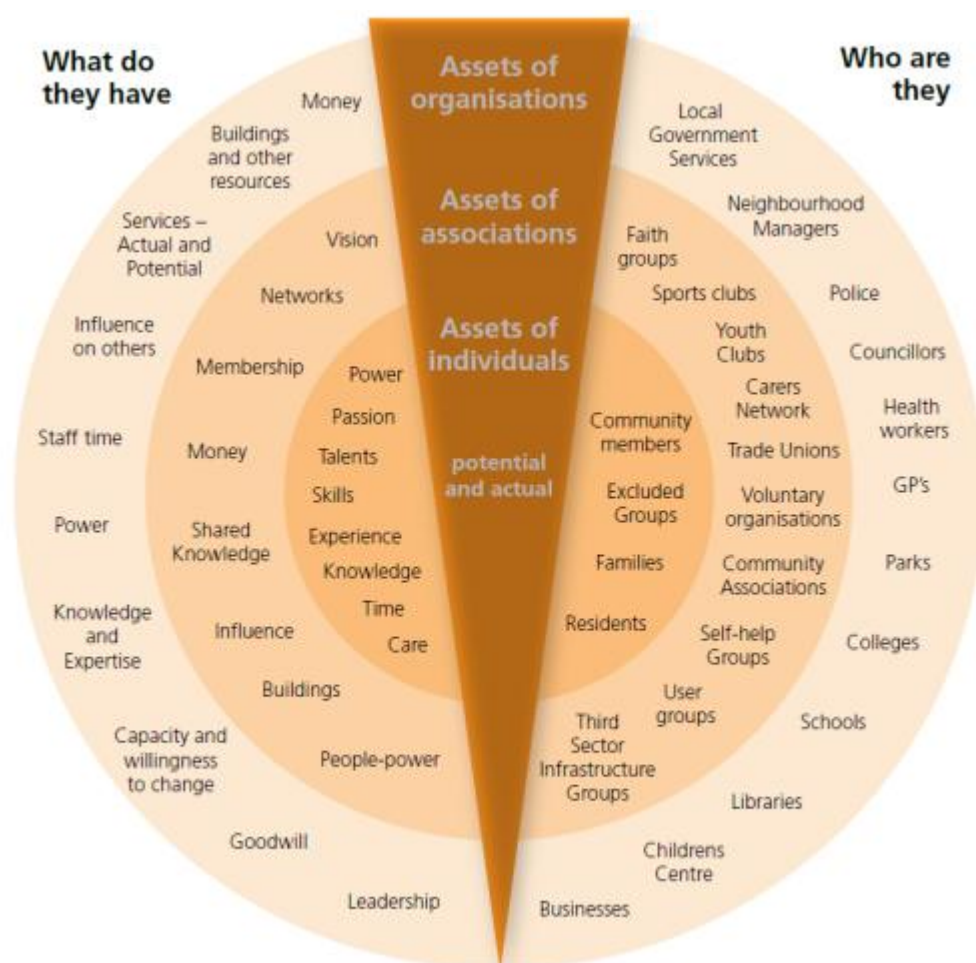 What do
they have
Money
Buildings
and other
resources
Services –
Actual and
Potential
Influence
on others
Staff time
Power
Knowledge
and
Expertise
Capacity and
willingness
to change
Goodwill
Leadership
Vision
Networks
Membership
Money
Shared
Knowledge
Influence
Buildings
People-power
Power
Passion
Talents
Skills
Experience
Knowledge
Time
Care
Assets of
organisations
Assets of
associations
Assets of
individuals
potential
and actual
Who are
they
Community
members
Excluded
Groups
Families
Residents
Faith
groups
Sports clubs
Youth
Clubs
Carers
Network
Trade Unions
Voluntary
organisations
Community
Associations
Self-help
Groups
User
groups
Third
Sector
Infrastructure
Groups
Local
Government
Services
Neighbourhood
Managers
Police
Councillors
Health
workers
GP's
Parks
Colleges
Schools
Libraries
Childrens
Centre
Businesses